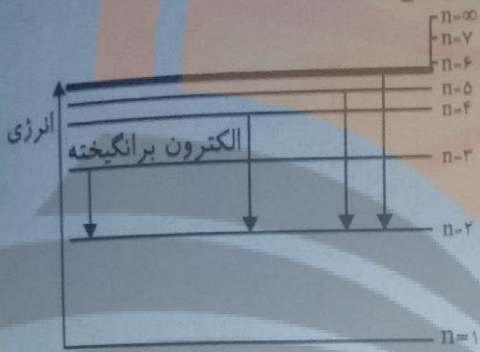 n=∞
n=۷
n=۶
n=۵
n=۴
انرژی
الکترون برانگیخته
n=۳
n=۲
n=۱